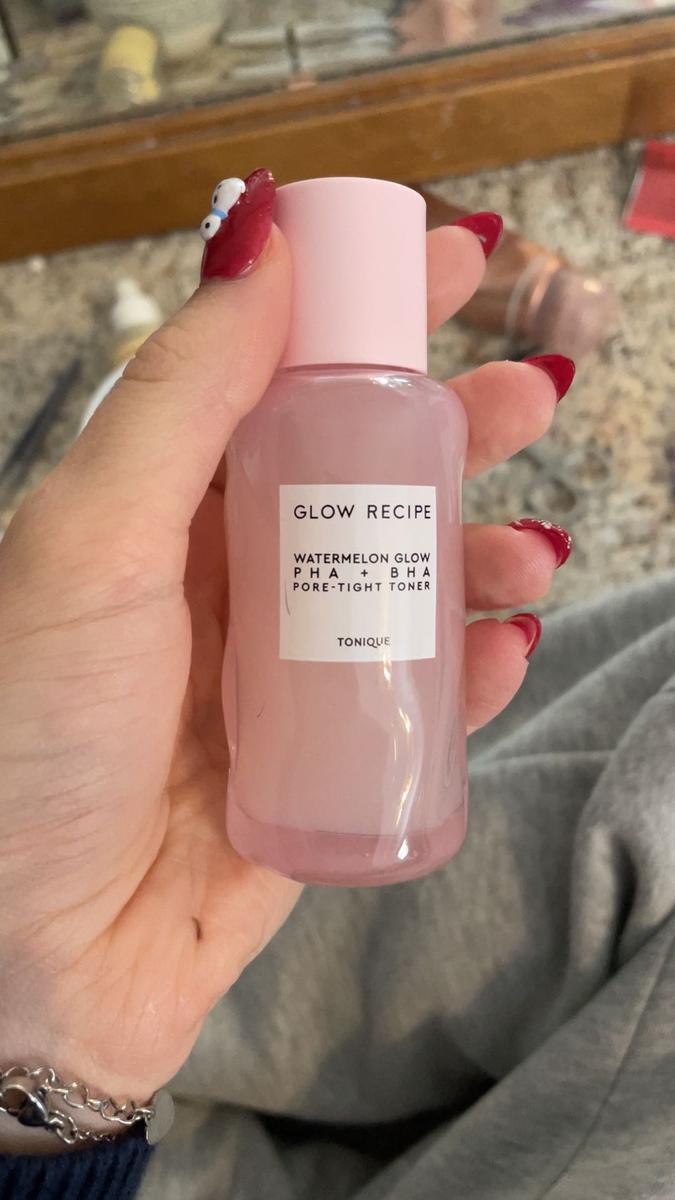 GLOW RECIPE
WATERMELON GLOW
PHA + BHA
PORE-TIGHT TONER
TONIQUE